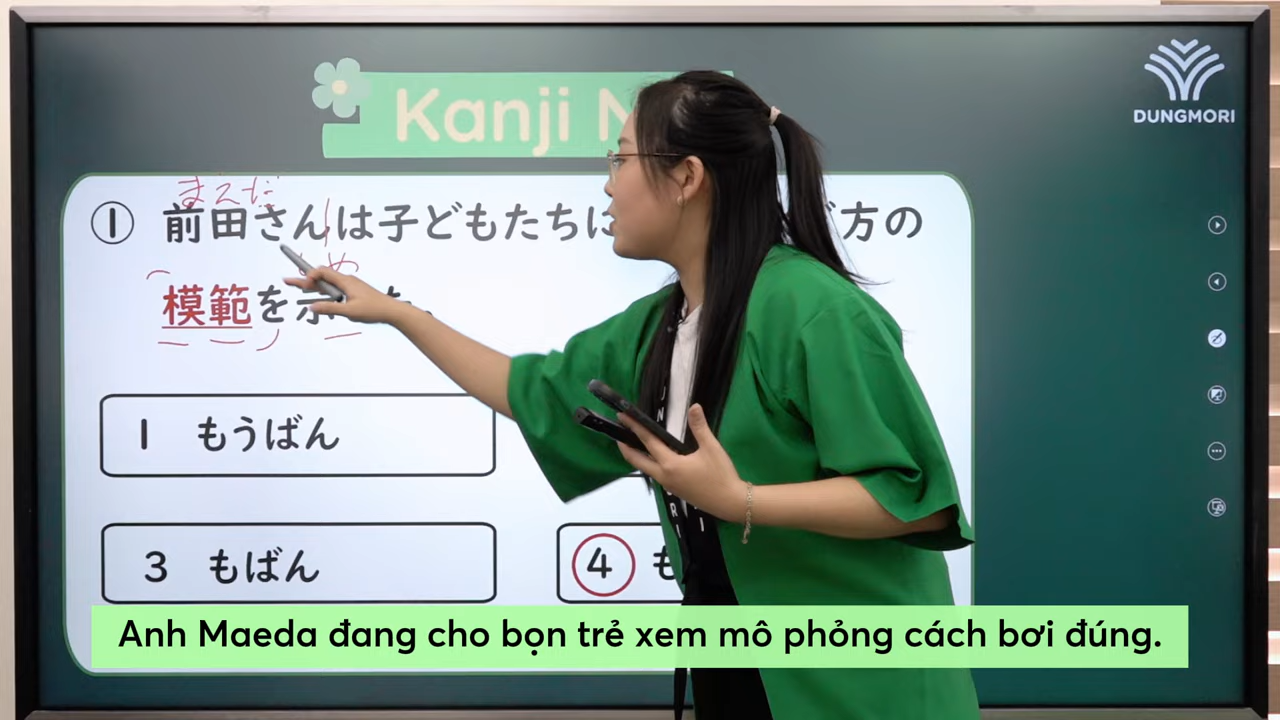 Kanji N
DUNGMORI
まえだ
① 前田さんは子どもたちに 方の
模範を示
め
1 もうばん
3 もばん
④ も
Anh Maeda đang cho bọn trẻ xem mô phỏng cách bơi đúng.